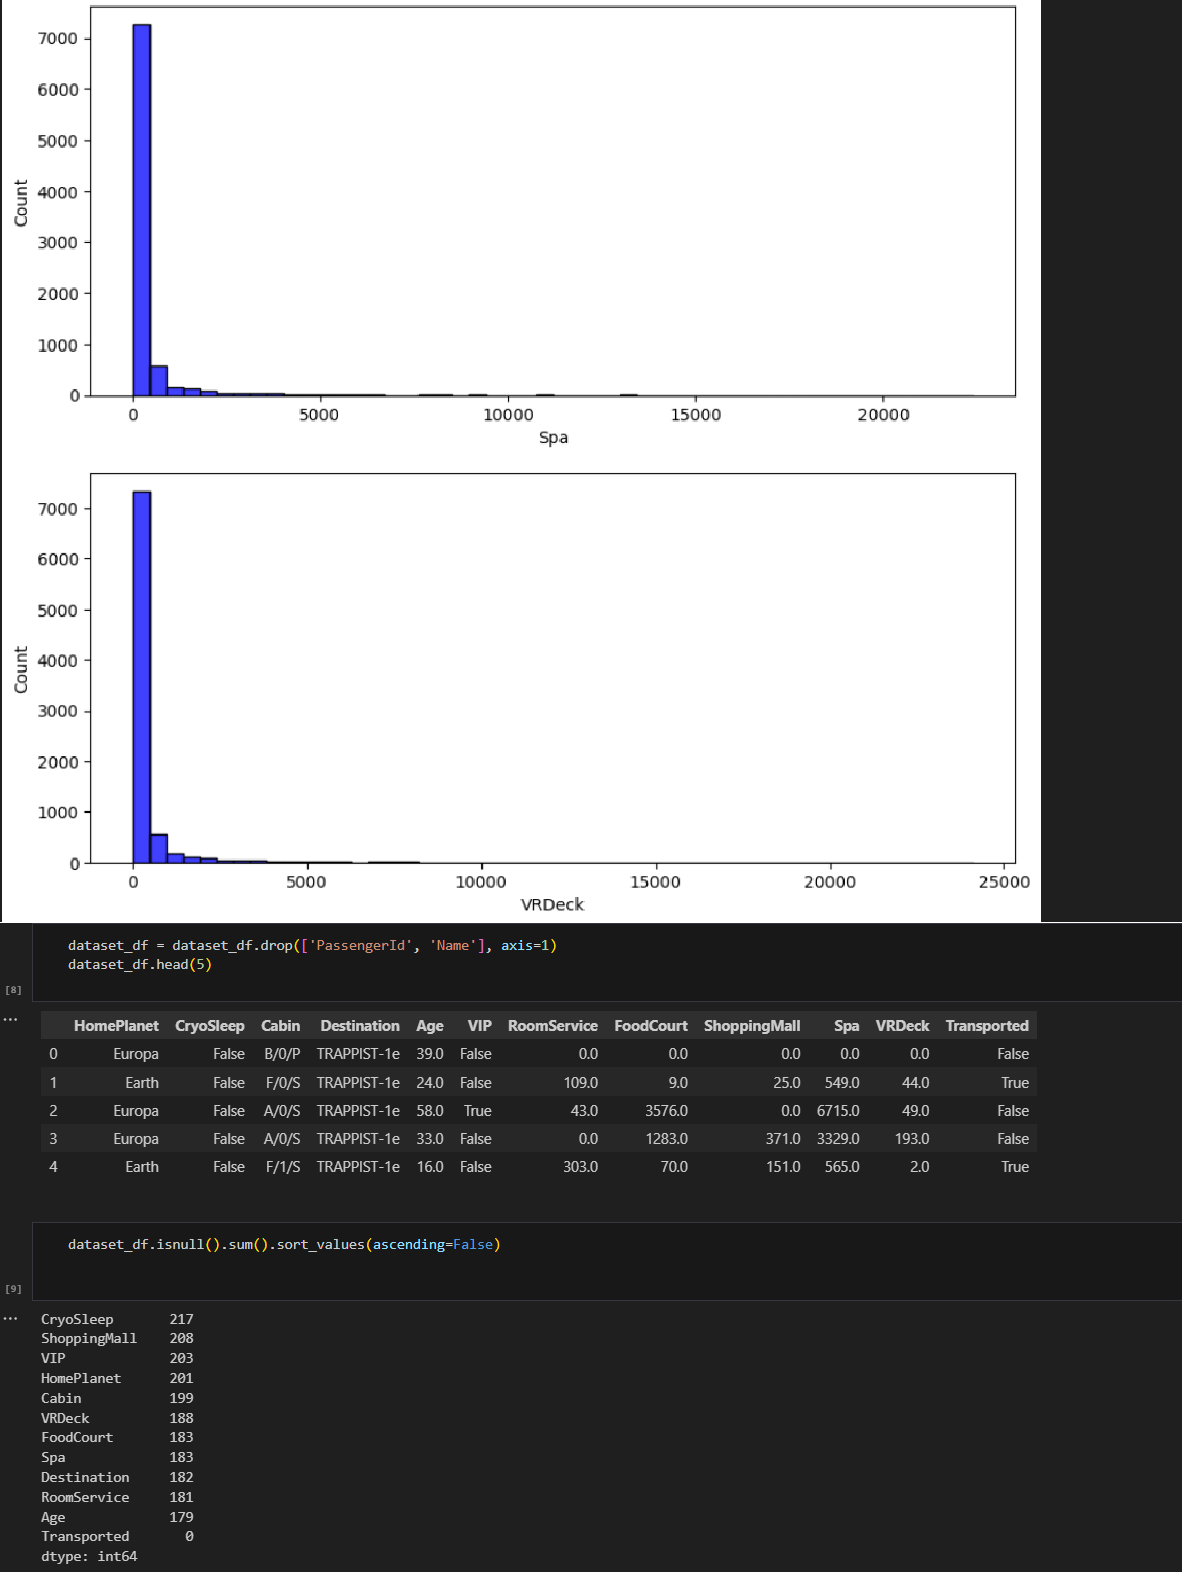 7000
6000
5000
4000
3000
2000
1000
0
Count
0 5000 10000 15000 20000
Spa
7000
6000
5000
4000
3000
2000
1000
0
Count
0 5000 10000 15000 20000 25000
VRDeck
dataset_df = dataset_df.drop(['PassengerId', 'Name'], axis=1)
dataset_df.head(5)
[8]
...
HomePlanet CryoSleep Cabin Destination Age VIP RoomService FoodCourt ShoppingMall Spa VRDeck Transported
0 Europa False B/0/P TRAPPIST-1e 39.0 False 0.0 0.0 0.0 0.0 0.0 False
1 Earth False F/0/S TRAPPIST-1e 24.0 False 109.0 9.0 25.0 549.0 44.0 True
2 Europa False A/0/S TRAPPIST-1e 58.0 True 43.0 3576.0 0.0 6715.0 49.0 False
3 Europa False A/0/S TRAPPIST-1e 33.0 False 0.0 1283.0 371.0 3329.0 193.0 False
4 Earth False F/1/S TRAPPIST-1e 16.0 False 303.0 70.0 151.0 565.0 2.0 True
dataset_df.isnull().sum().sort_values(ascending=False)
[9]
...
CryoSleep 217
ShoppingMall 208
VIP 203
HomePlanet 201
Cabin 199
VRDeck 188
FoodCourt 183
Spa 183
Destination 182
RoomService 181
Age 179
Transported 0
dtype: int64